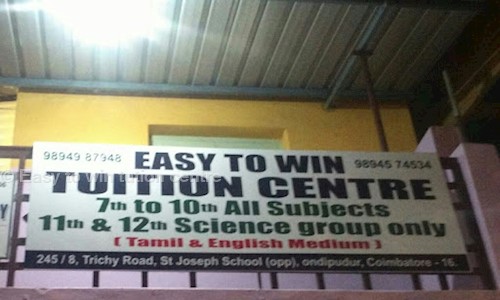 98949 87948 EASY TO WIN 98945 74534
TUITION CENTRE
7th to 10th All Subjects
11th & 12th Science group only
( Tamil & English Medium )
245 / 8, Trichy Road, St Joseph School (opp), ondipudur, Coimbatore - 16.